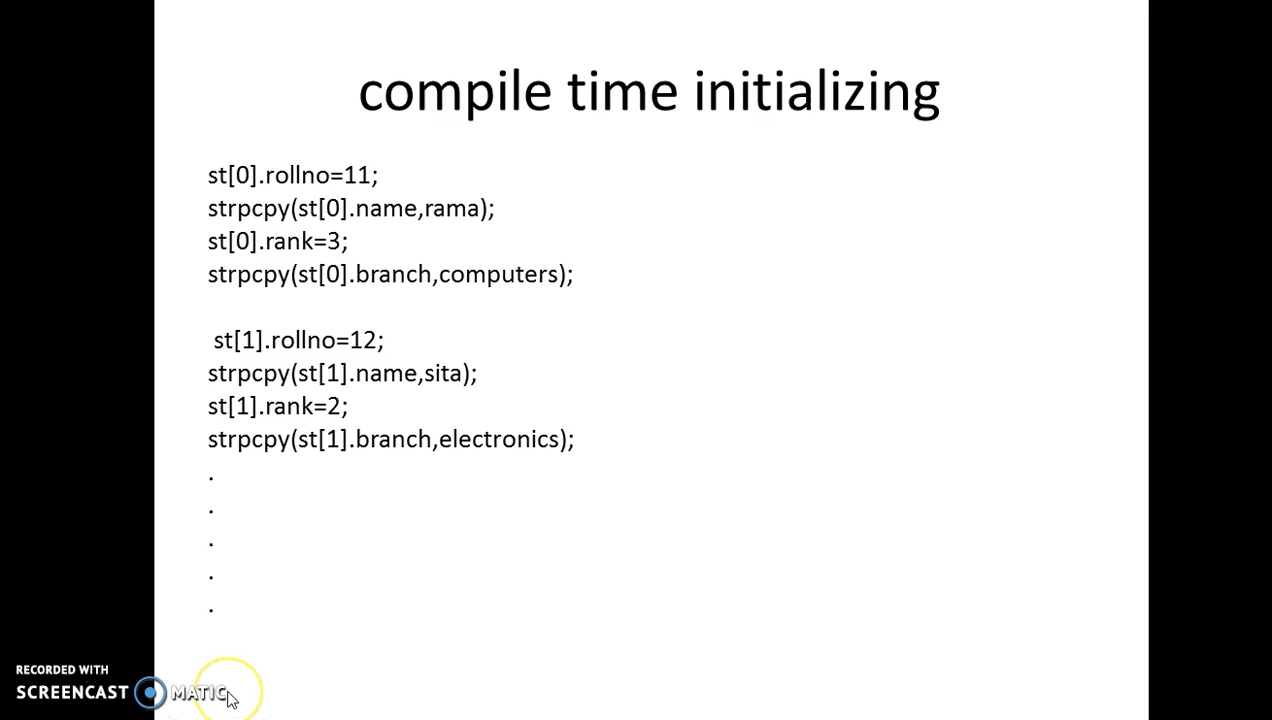 compile time initializing
st[0].rollno=11;
strpcpy(st[0].name,rama);
st[0].rank=3;
strpcpy(st[0].branch,computers);
st[1].rollno=12;
strpcpy(st[1].name,sita);
st[1].rank=2;
strpcpy(st[1].branch,electronics);
.
.
.
.
.
RECORDED WITH
SCREENCAST MATIC